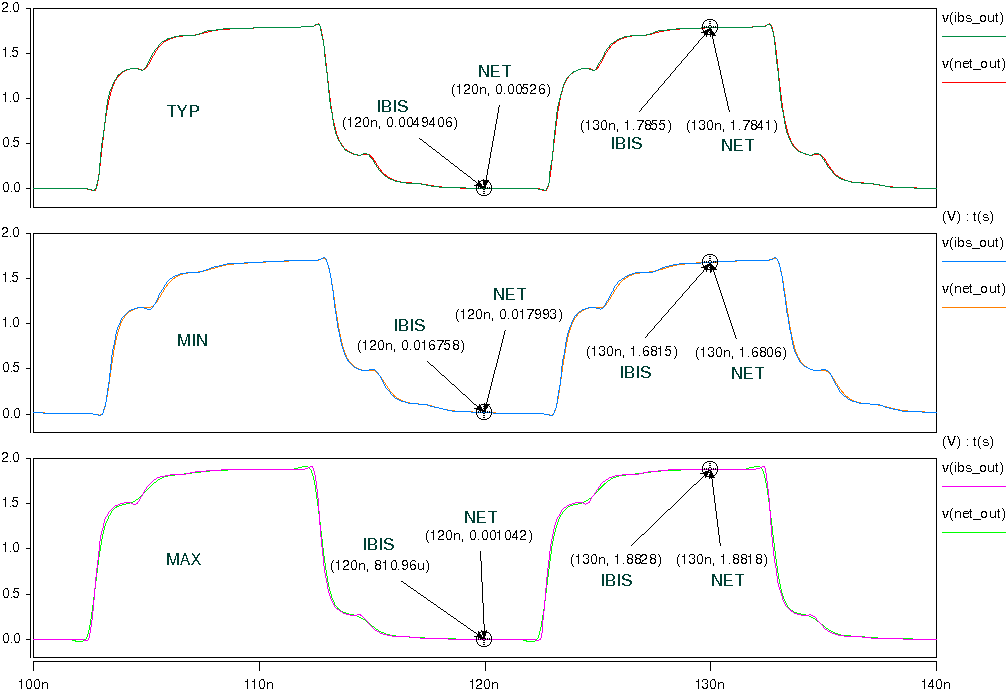 2.0
v(ibs_out)
1.5
NET
v(net_out)
(120n, 0.00526)
1.0
IBIS
TYP
(120n, 0.0049406)
(130n, 1.7855)
(130n, 1.7841)
0.5
IBIS
NET
0.0
(V) : t(s)
2.0
v(ibs_out)
1.5
NET
v(net_out)
(120n, 0.017993)
1.0
IBIS
MIN
(120n, 0.016758)
(130n, 1.6815)
(130n, 1.6806)
0.5
IBIS
NET
0.0
(V) : t(s)
2.0
v(ibs_out)
1.5
NET
v(net_out)
(120n, 0.001042)
1.0
IBIS
MAX
(120n, 810.96u)
(130n, 1.8828)
(130n, 1.8818)
0.5
IBIS
NET
0.0
100n
110n
120n
130n
140n